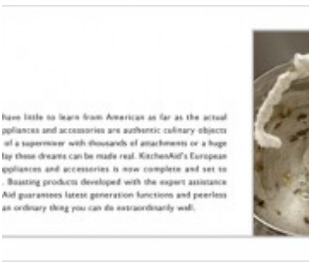 have little to learn from American as far as the actual
ppliances and accessories are authentic culinary objects
of a supermixer with thousands of attachments or a huge
lay these dreams can be made real. KitchenAid's European
appliances and accessories is now complete and set to
. Boasting products developed with the expert assistance
Aid guarantees latest generation functions and peerless
an ordinary thing you can do extraordinarily well.